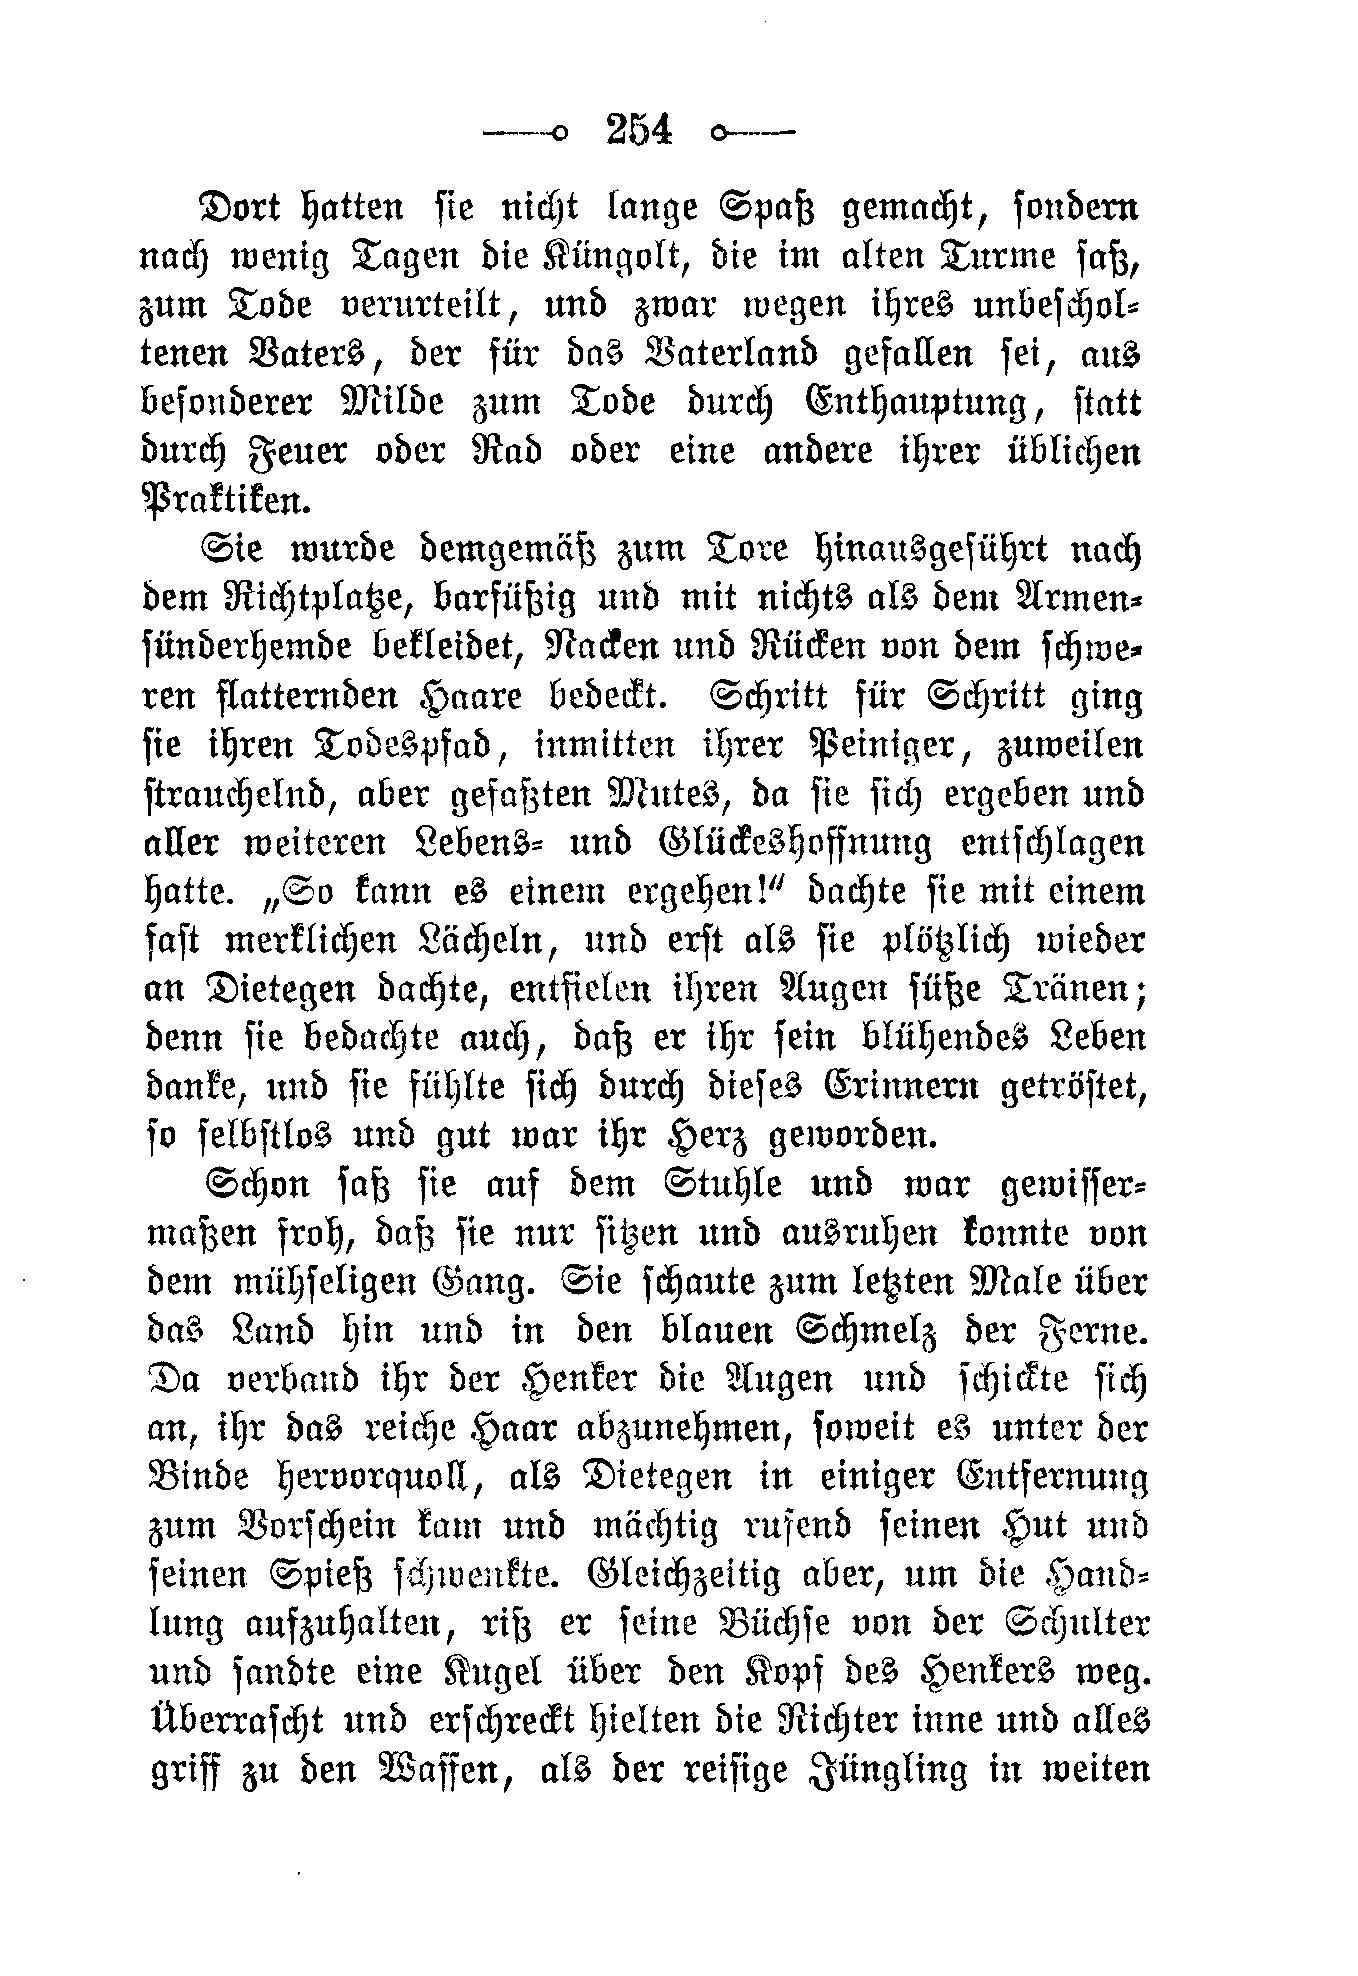 254
Dort hatten sie nicht lange Spaß gemacht, sondern
nach wenig Tagen die Küngolt, die im alten Turme saß,
zum Tode verurteilt, und zwar wegen ihres unbeschol-
tenen Vaters, der für das Vaterland gefallen sei, aus
besonderer Milde zum Tode durch Enthauptung, statt
durch Feuer oder Rad oder eine andere ihrer üblichen
Praktiken.
Sie wurde demgemäß zum Tore hinausgeführt nach
dem Richtplatze, barfüßig und mit nichts als dem Armen-
sünderhemde bekleidet, Nacken und Rücken von dem schwe-
ren flatternden Haare bedeckt. Schritt für Schritt ging
sie ihren Todespfad, inmitten ihrer Peiniger, zuweilen
strauchelnd, aber gefaßten Mutes, da sie sich ergeben und
aller weiteren Lebens- und Glückeshoffnung entschlagen
hatte. „So kann es einem ergehen!“ dachte sie mit einem
fast merklichen Lächeln, und erst als sie plötzlich wieder
an Dietegen dachte, entfielen ihren Augen süße Tränen;
denn sie bedachte auch, daß er ihr sein blühendes Leben
danke, und sie fühlte sich durch dieses Erinnern getröstet,
so selbstlos und gut war ihr Herz geworden.
Schon saß sie auf dem Stuhle und war gewisser-
maßen froh, daß sie nur sitzen und ausruhen konnte von
dem mühseligen Gang. Sie schaute zum letzten Male über
das Land hin und in den blauen Schmelz der Ferne.
Da verband ihr der Henker die Augen und schickte sich
an, ihr das reiche Haar abzunehmen, soweit es unter der
Binde hervorquoll, als Dietegen in einiger Entfernung
zum Vorschein kam und mächtig rufend seinen Hut und
seinen Spieß schwenkte. Gleichzeitig aber, um die Hand-
lung aufzuhalten, riß er seine Büchse von der Schulter
und sandte eine Kugel über den Kopf des Henkers weg.
Überrascht und erschreckt hielten die Richter inne und alles
griff zu den Waffen, als der reisige Jüngling in weiten